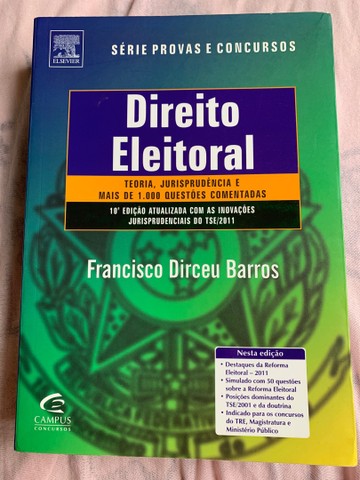 ELSEVIER
SÉRIE PROVAS E CONCURSOS
Direito
Eleitoral
TEORIA, JURISPRUDÊNCIA E
MAIS DE 1.000 QUESTÕES COMENTADAS
10ª EDIÇÃO ATUALIZADA COM AS INOVAÇÕES
JURISPRUDENCIAIS DO TSE/2011
Francisco Dirceu Barros
Nesta edição
• Destaques da Reforma
Eleitoral – 2011
• Simulado com 50 questões
sobre a Reforma Eleitoral
• Posições dominantes do
TSE/2001 e da doutrina
• Indicado para os concursos
do TRE, Magistratura e
Ministério Público
CAMPUS
CONCURSOS